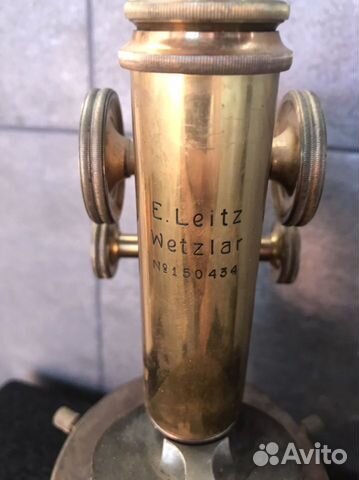 E. Leitz
Wetzlar
№150434
Avito